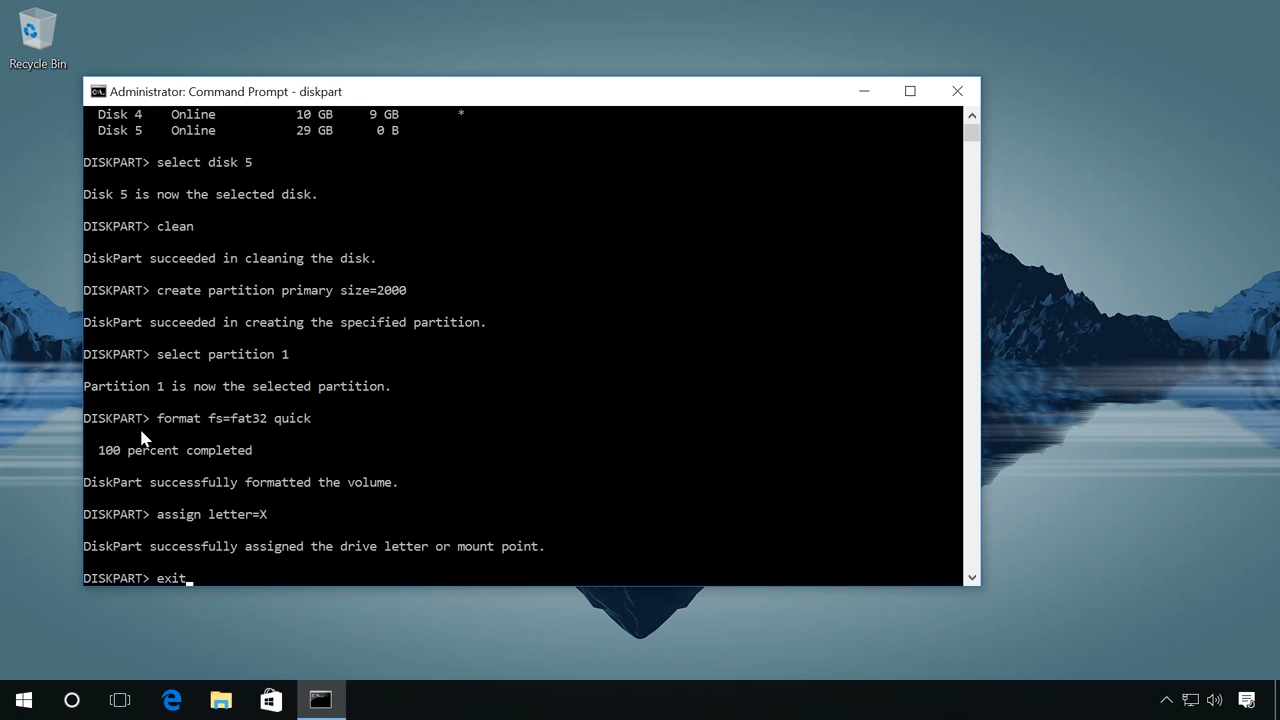 Recycle Bin
Administrator: Command Prompt - diskpart
Disk 4 Online 10 GB 9 GB *
Disk 5 Online 29 GB 0 B
DISKPART> select disk 5
Disk 5 is now the selected disk.
DISKPART> clean
DiskPart succeeded in cleaning the disk.
DISKPART> create partition primary size=2000
DiskPart succeeded in creating the specified partition.
DISKPART> select partition 1
Partition 1 is now the selected partition.
DISKPART> format fs=fat32 quick
100 percent completed
DiskPart successfully formatted the volume.
DISKPART> assign letter=X
DiskPart successfully assigned the drive letter or mount point.
DISKPART> exit